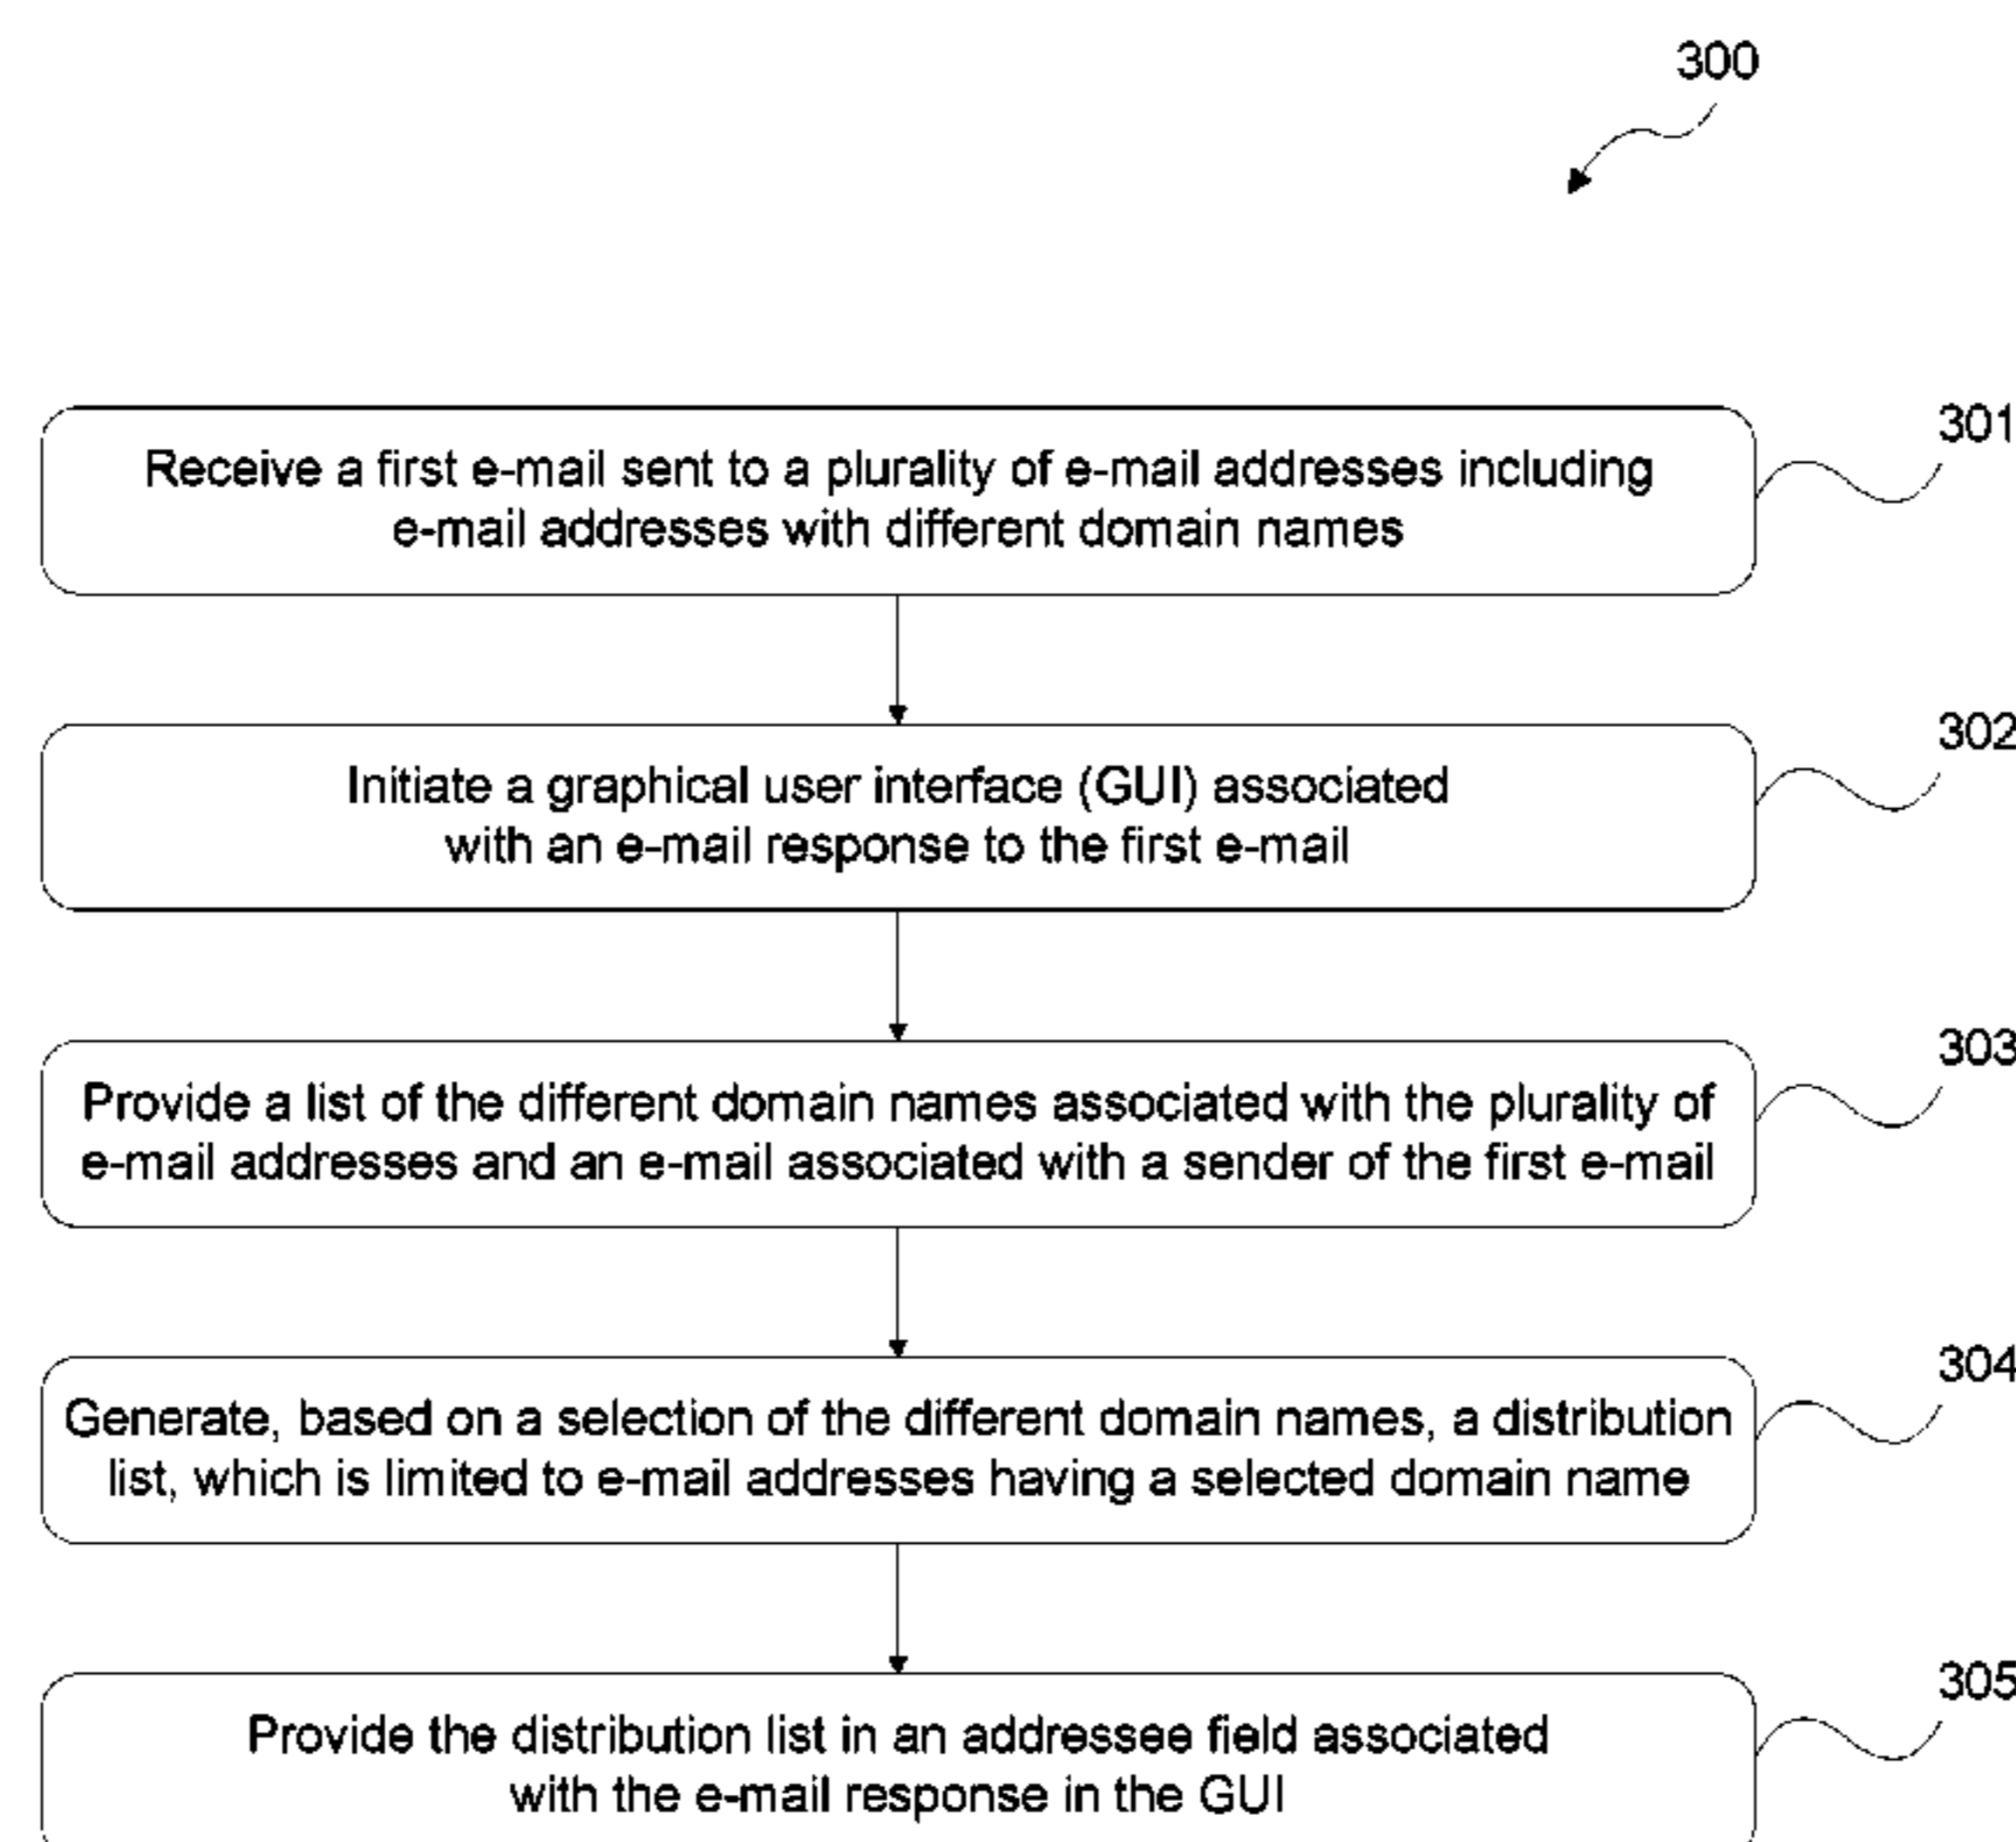 300
Receive a first e-mail sent to a plurality of e-mail addresses including
e-mail addresses with different domain names
301
Initiate a graphical user interface (GUI) associated
with an e-mail response to the first e-mail
302
Provide a list of the different domain names associated with the plurality of
e-mail addresses and an e-mail associated with a sender of the first e-mail
303
Generate, based on a selection of the different domain names, a distribution
list, which is limited to e-mail addresses having a selected domain name
304
Provide the distribution list in an addressee field associated
with the e-mail response in the GUI
305